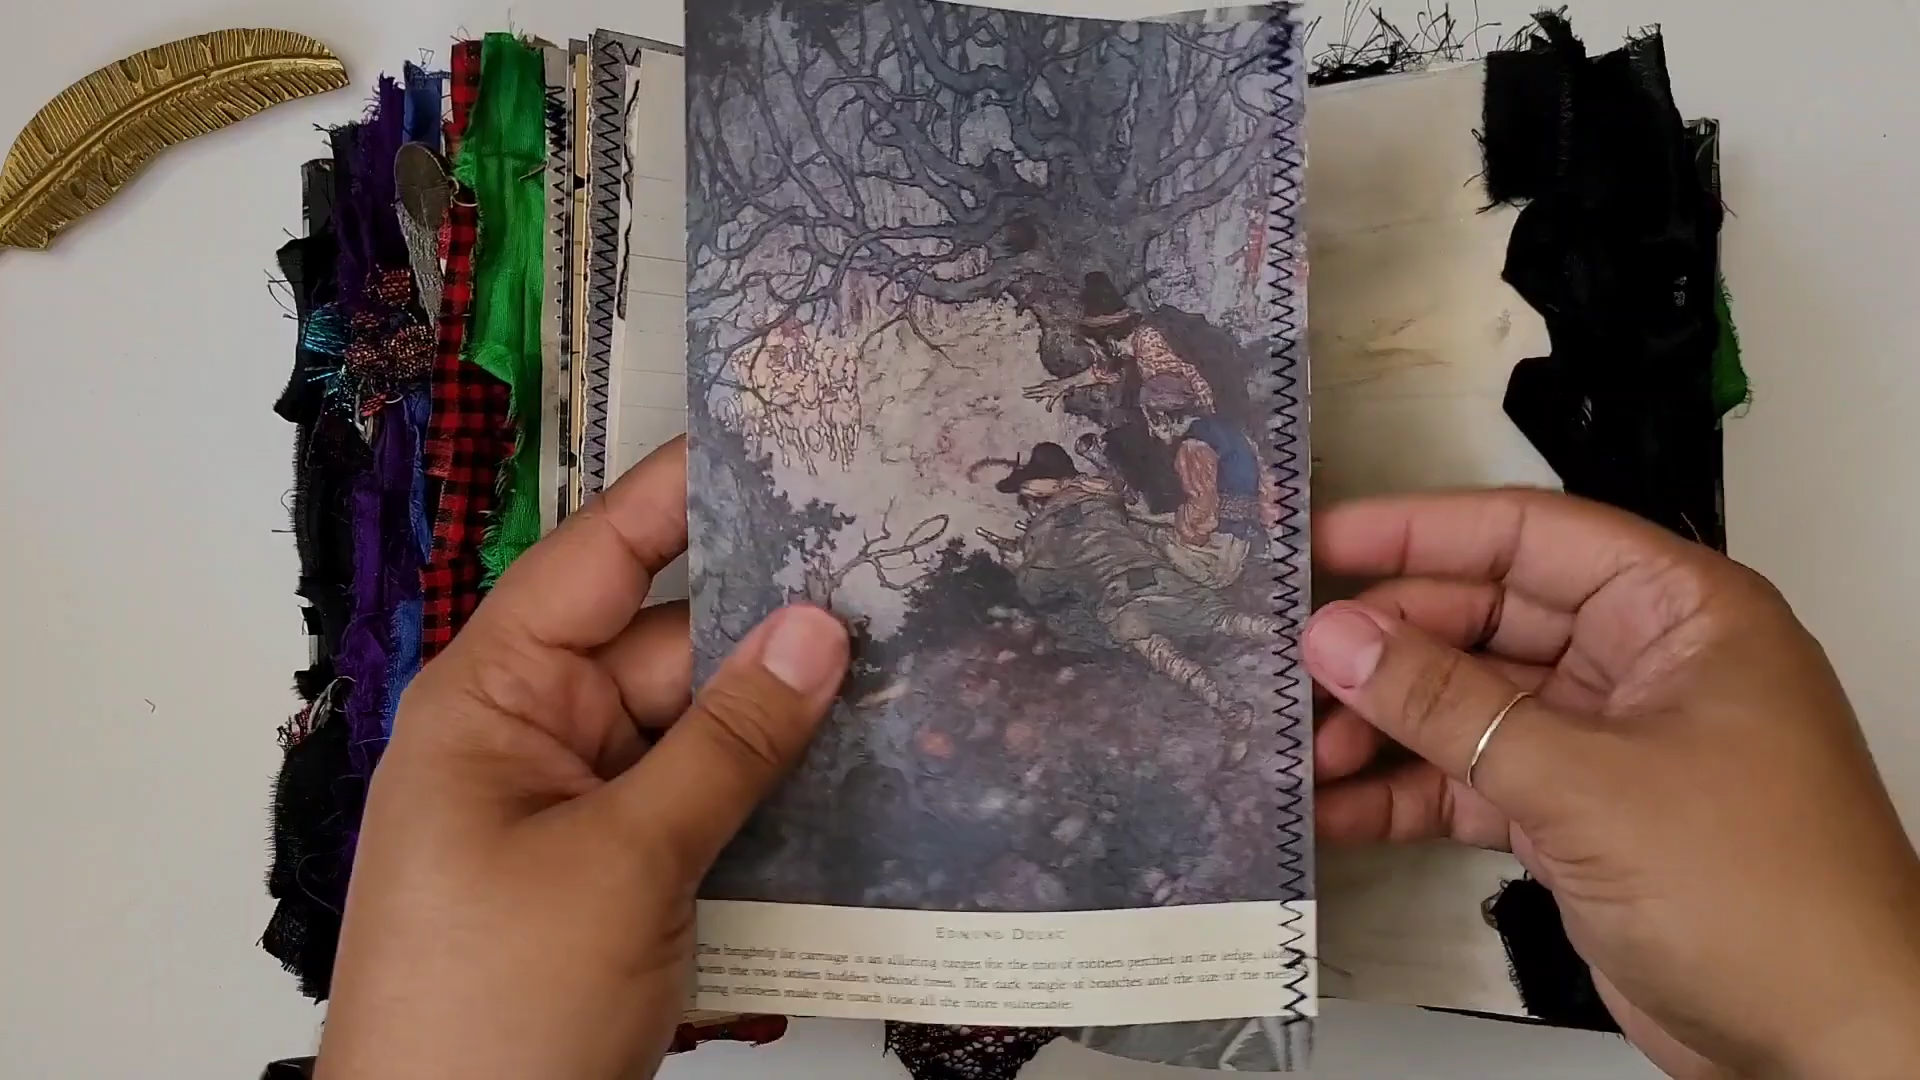 EDMUND DULAC
The brightly lit carriage is an alluring target for the trio of robbers perched on the ledge,
with the two others hidden behind trees. The dark tangle of branches and the size of the
robbers make the coach look all the more vulnerable.